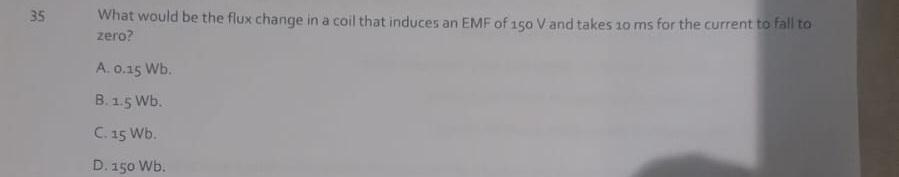 35 What would be the flux change in a coil that induces an EMF of 150 V and takes 10 ms for the current to fall to
zero?
A. 0.15 Wb.
B. 1.5 Wb.
C. 15 Wb.
D. 150 Wb.